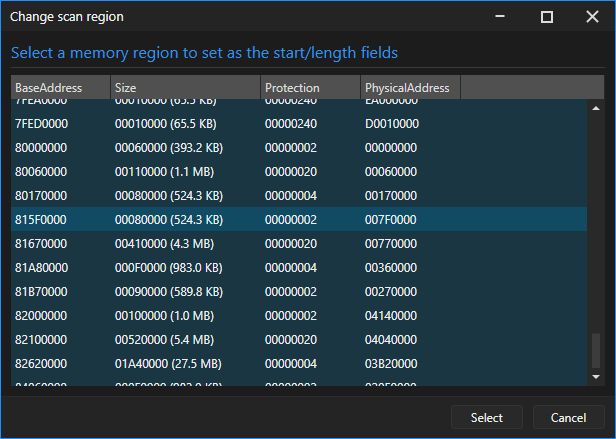 Change scan region
Select a memory region to set as the start/length fields
BaseAddress Size Protection PhysicalAddress
7FEA0000 00010000 (65.5 KB) 00000240 EA000000
7FED0000 00010000 (65.5 KB) 00000240 D0010000
80000000 00060000 (393.2 KB) 00000002 00000000
80060000 00110000 (1.1 MB) 00000020 00060000
80170000 00080000 (524.3 KB) 00000004 00170000
815F0000 00080000 (524.3 KB) 00000002 007F0000
81670000 00410000 (4.3 MB) 00000020 00770000
81A80000 000F0000 (983.0 KB) 00000004 00360000
81B70000 00090000 (589.8 KB) 00000002 00270000
82000000 00100000 (1.0 MB) 00000002 04140000
82100000 00520000 (5.4 MB) 00000020 04040000
82620000 01A40000 (27.5 MB) 00000004 03B20000
Select Cancel